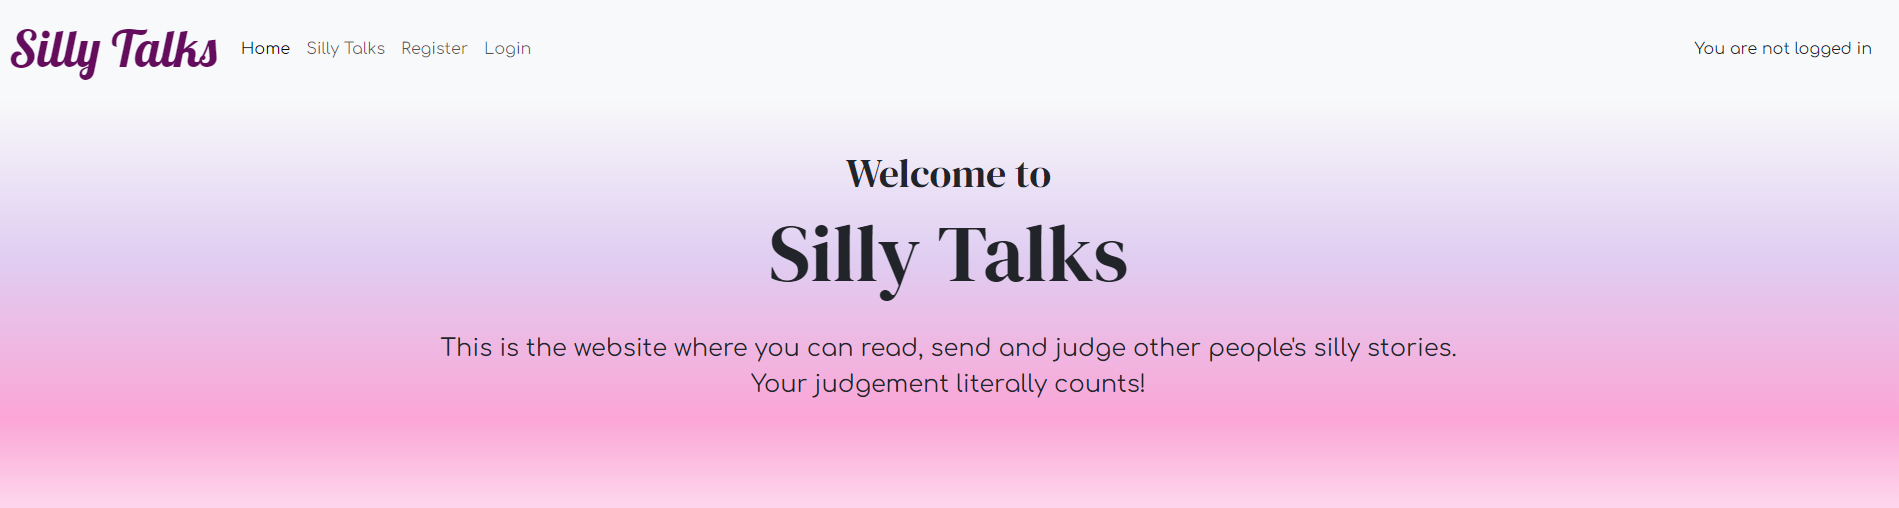 Silly Talks Home Silly Talks Register Login You are not logged in
Welcome to
Silly Talks
This is the website where you can read, send and judge other people's silly stories.
Your judgement literally counts!